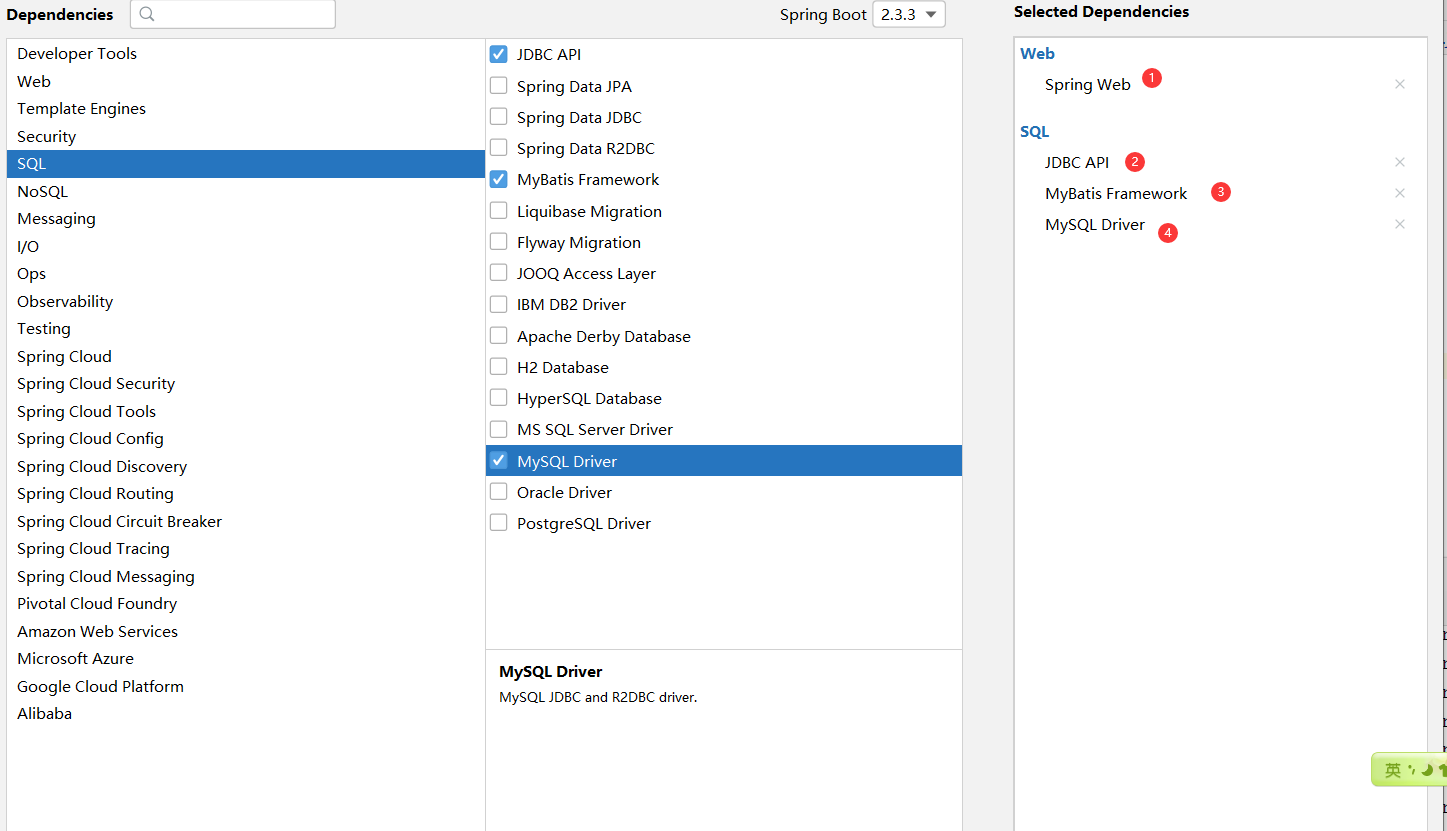 Dependencies
Spring Boot 2.3.3
Developer Tools
Web
Template Engines
Security
SQL
NoSQL
Messaging
I/O
Ops
Observability
Testing
Spring Cloud
Spring Cloud Security
Spring Cloud Tools
Spring Cloud Config
Spring Cloud Discovery
Spring Cloud Routing
Spring Cloud Circuit Breaker
Spring Cloud Tracing
Spring Cloud Messaging
Pivotal Cloud Foundry
Amazon Web Services
Microsoft Azure
Google Cloud Platform
Alibaba
JDBC API
Spring Data JPA
Spring Data JDBC
Spring Data R2DBC
MyBatis Framework
Liquibase Migration
Flyway Migration
JOOQ Access Layer
IBM DB2 Driver
Apache Derby Database
H2 Database
HyperSQL Database
MS SQL Server Driver
MySQL Driver
Oracle Driver
PostgreSQL Driver
MySQL Driver
MySQL JDBC and R2DBC driver.
Selected Dependencies
Web
Spring Web 1
SQL
JDBC API 2
MyBatis Framework 3
MySQL Driver 4
英